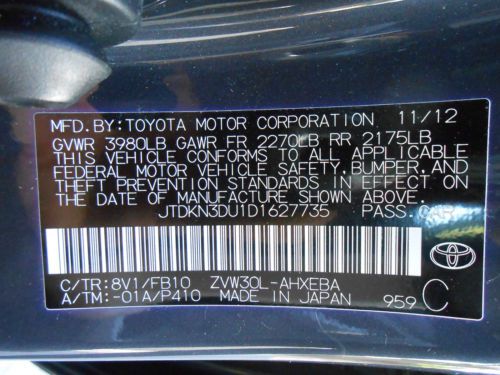 MFD.BY:TOYOTA MOTOR CORPORATION 11/12
GVWR 3980LB GAWR FR 2270LB RR 2175LB
THIS VEHICLE CONFORMS TO ALL APPLICABLE
FEDERAL MOTOR VEHICLE SAFETY,BUMPER,AND
THEFT PREVENTION STANDARDS IN EFFECT ON
THE DATE OF MANUFACTURE SHOWN ABOVE.
JTDKN3DU1D1627735 PASS.CAR
C/TR:8V1/FB10 ZVW30L-AHXEBA
A/TM:-01A/P410 MADE IN JAPAN 959 C
TOYOTA